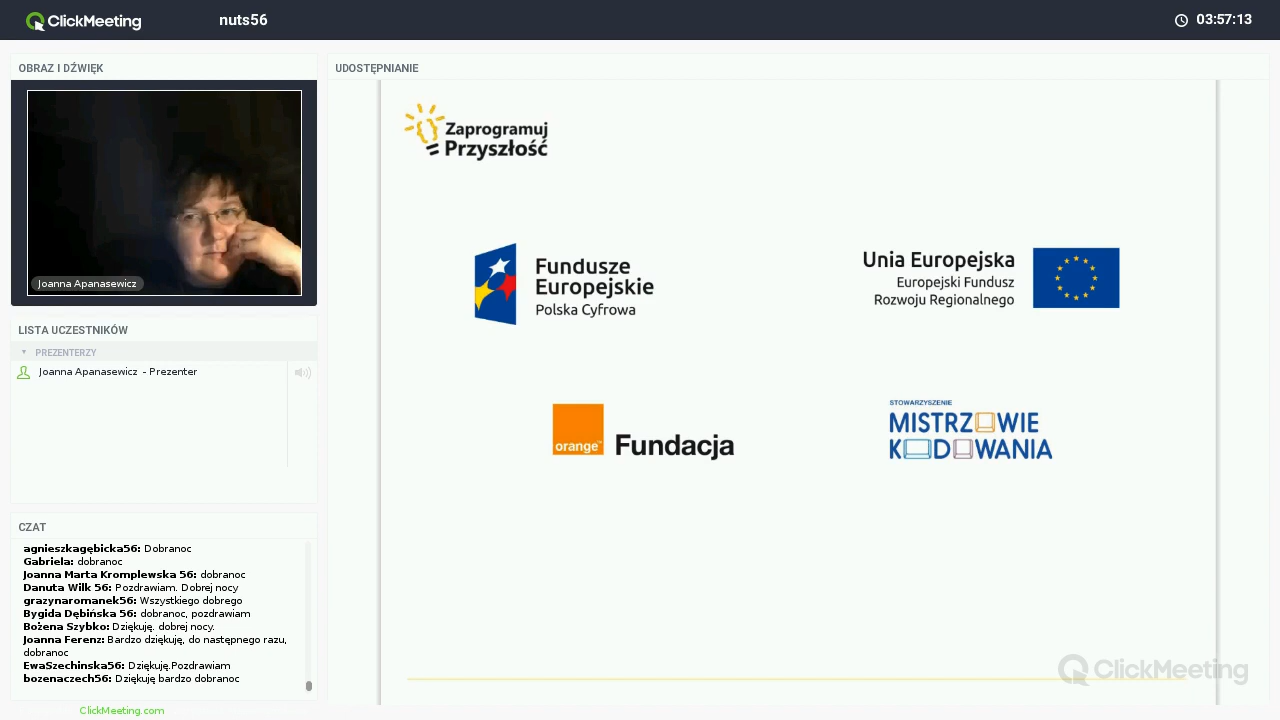 ClickMeeting
nuts56
03:57:13
OBRAZ I DŹWIĘK
Joanna Apanasewicz
LISTA UCZESTNIKÓW
PREZENTERZY
Joanna Apanasewicz - Prezenter
CZAT
agnieszkagębicka56: Dobranoc
Gabriela: dobranoc
Joanna Marta Kromplewska 56: dobranoc
Danuta Wilk 56: Pozdrawiam. Dobrej nocy
grazynaromanek56: Wszystkiego dobrego
Bygida Dębińska 56: dobranoc, pozdrawiam
Bożena Szybko: Dziękuję. dobrej nocy.
Joanna Ferenz: Bardzo dziękuję, do następnego razu,
dobranoc
EwaSzechinska56: Dziękuję.Pozdrawiam
bozenaczech56: Dziękuję bardzo dobranoc
ClickMeeting.com
UDOSTĘPNIANIE
Zaprogramuj
Przyszłość
Fundusze
Europejskie
Polska Cyfrowa
Unia Europejska
Europejski Fundusz
Rozwoju Regionalnego
orange™
Fundacja
STOWARZYSZENIE
MISTRZOWIE
KODOWANIA
ClickMeeting